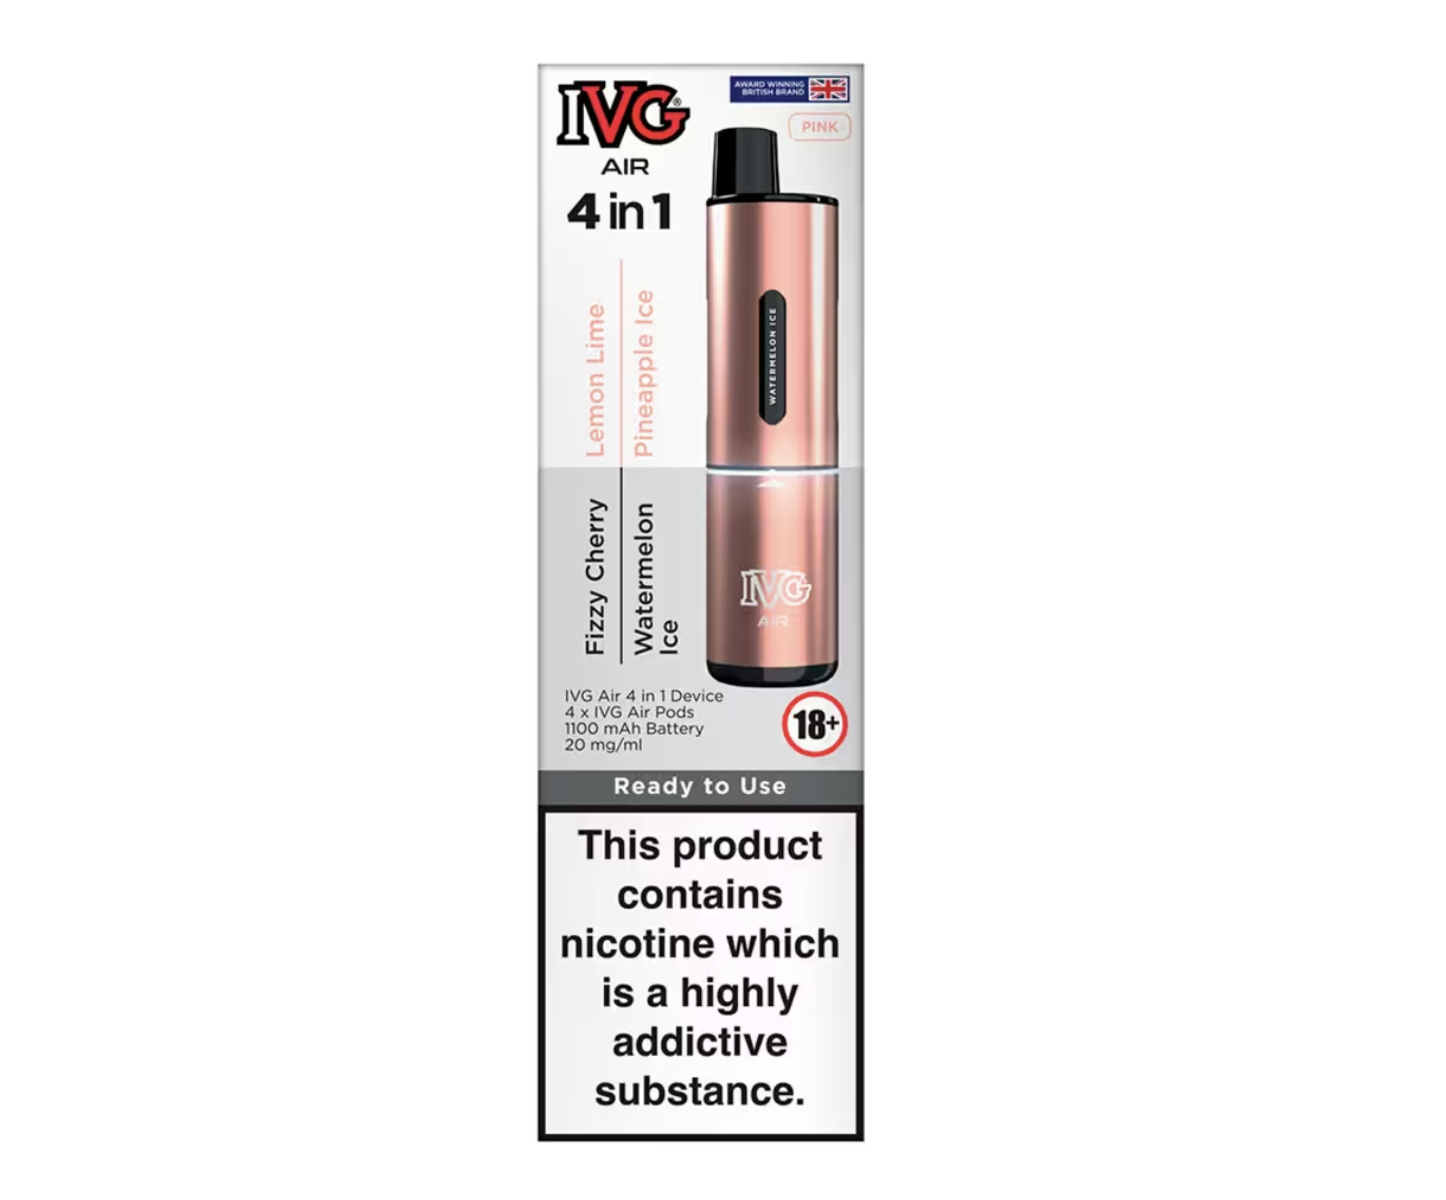 IVG®
AIR
4 in 1
AWARD WINNING
BRITISH BRAND
PINK
Lemon Lime
Pineapple Ice
Fizzy Cherry
Watermelon
Ice
WATERMELON ICE
IVG
AIR
IVG Air 4 in 1 Device
4 x IVG Air Pods
1100 mAh Battery
20 mg/ml
18+
Ready to Use
This product
contains
nicotine which
is a highly
addictive
substance.